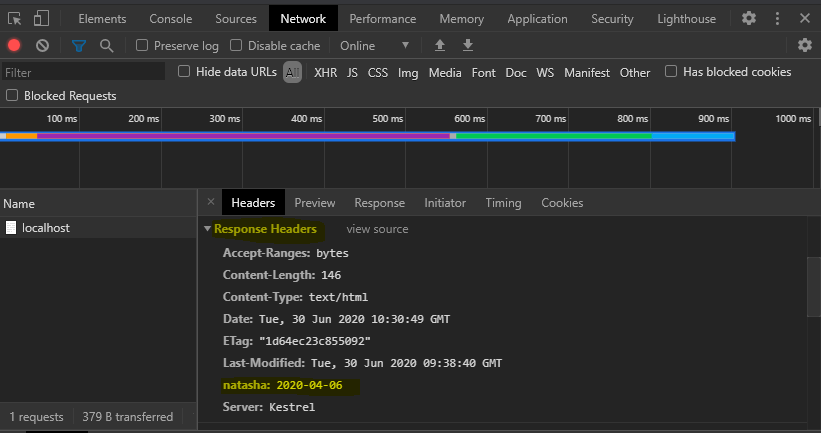 Elements Console Sources Network Performance Memory Application Security Lighthouse
Preserve log Disable cache Online
Filter Hide data URLs All XHR JS CSS Img Media Font Doc WS Manifest Other Has blocked cookies
Blocked Requests
100 ms 200 ms 300 ms 400 ms 500 ms 600 ms 700 ms 800 ms 900 ms 1000 ms
Name × Headers Preview Response Initiator Timing Cookies
localhost Response Headers view source
Accept-Ranges: bytes
Content-Length: 146
Content-Type: text/html
Date: Tue, 30 Jun 2020 10:30:49 GMT
ETag: "1d64ec23c855092"
Last-Modified: Tue, 30 Jun 2020 09:38:40 GMT
natasha: 2020-04-06
Server: Kestrel
1 requests 379 B transferred